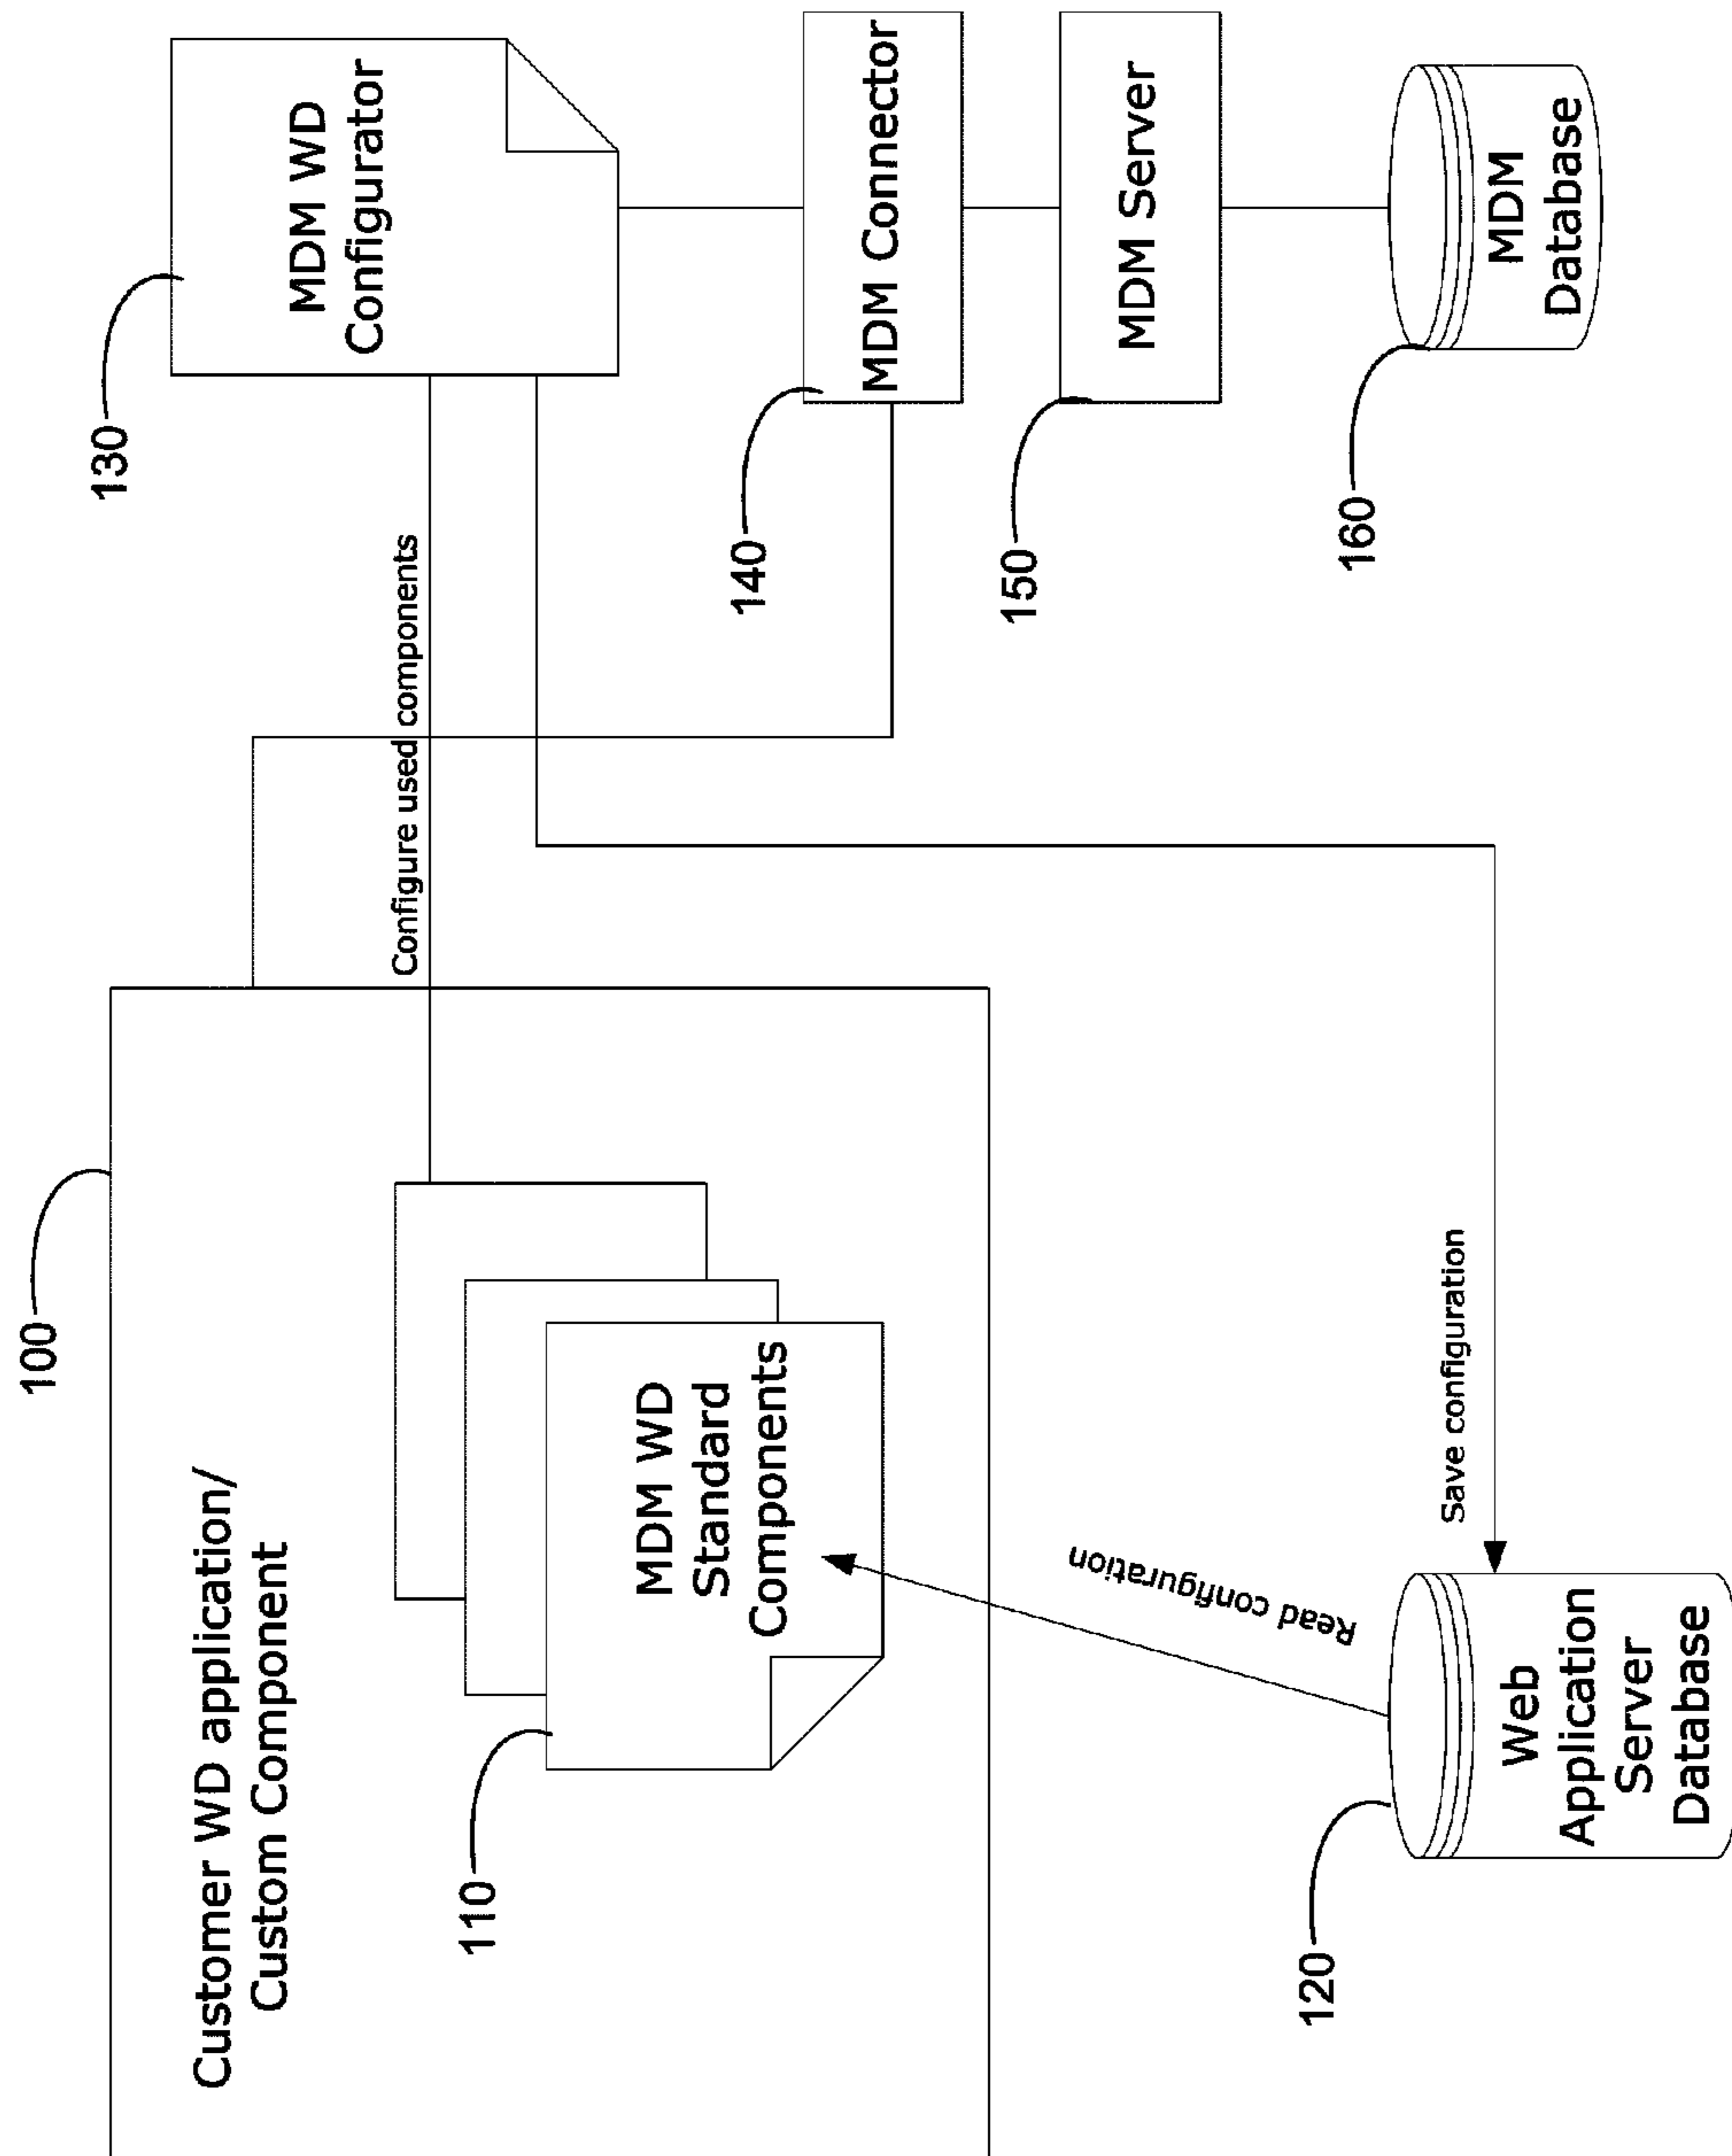 100
Customer WD application/
Custom Component
110
MDM WD
Standard
Components
Configure used components
130
MDM WD
Configurator
140
MDM Connector
150
MDM Server
160
MDM
Database
Read configuration
Save configuration
120
Web
Application
Server
Database